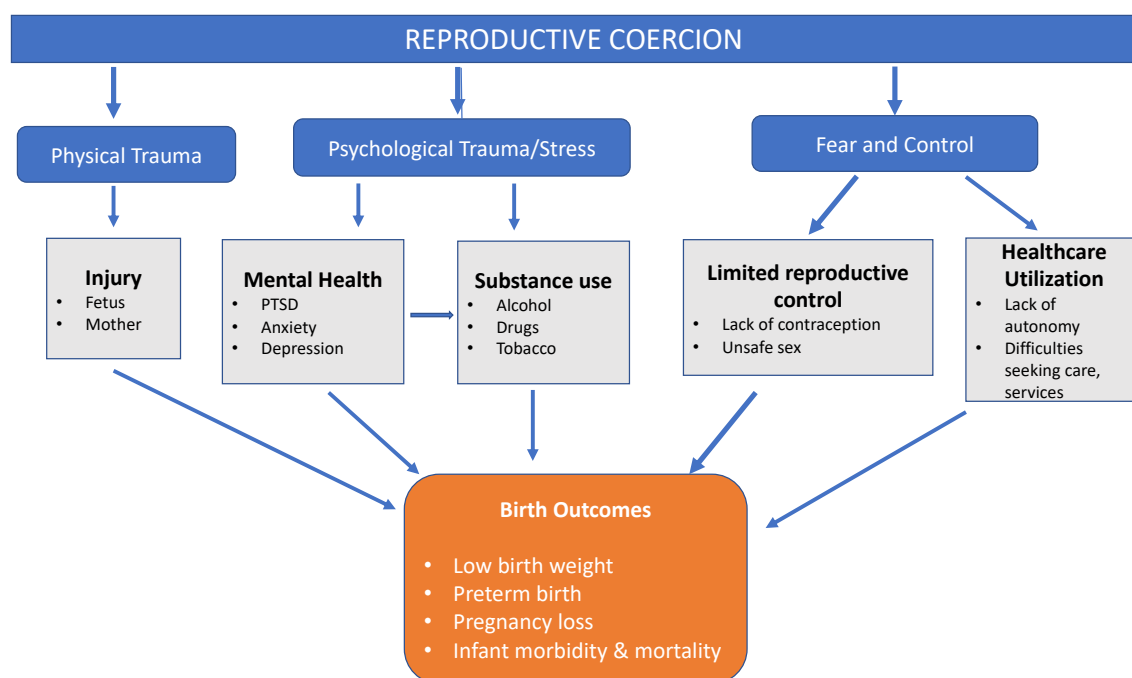 REPRODUCTIVE COERCION
Physical Trauma
Psychological Trauma/Stress
Fear and Control
Injury
• Fetus
• Mother
Mental Health
• PTSD
• Anxiety
• Depression
Substance use
• Alcohol
• Drugs
• Tobacco
Limited reproductive
control
• Lack of contraception
• Unsafe sex
Healthcare
Utilization
• Lack of
autonomy
• Difficulties
seeking care,
services
Birth Outcomes
• Low birth weight
• Preterm birth
• Pregnancy loss
• Infant morbidity & mortality